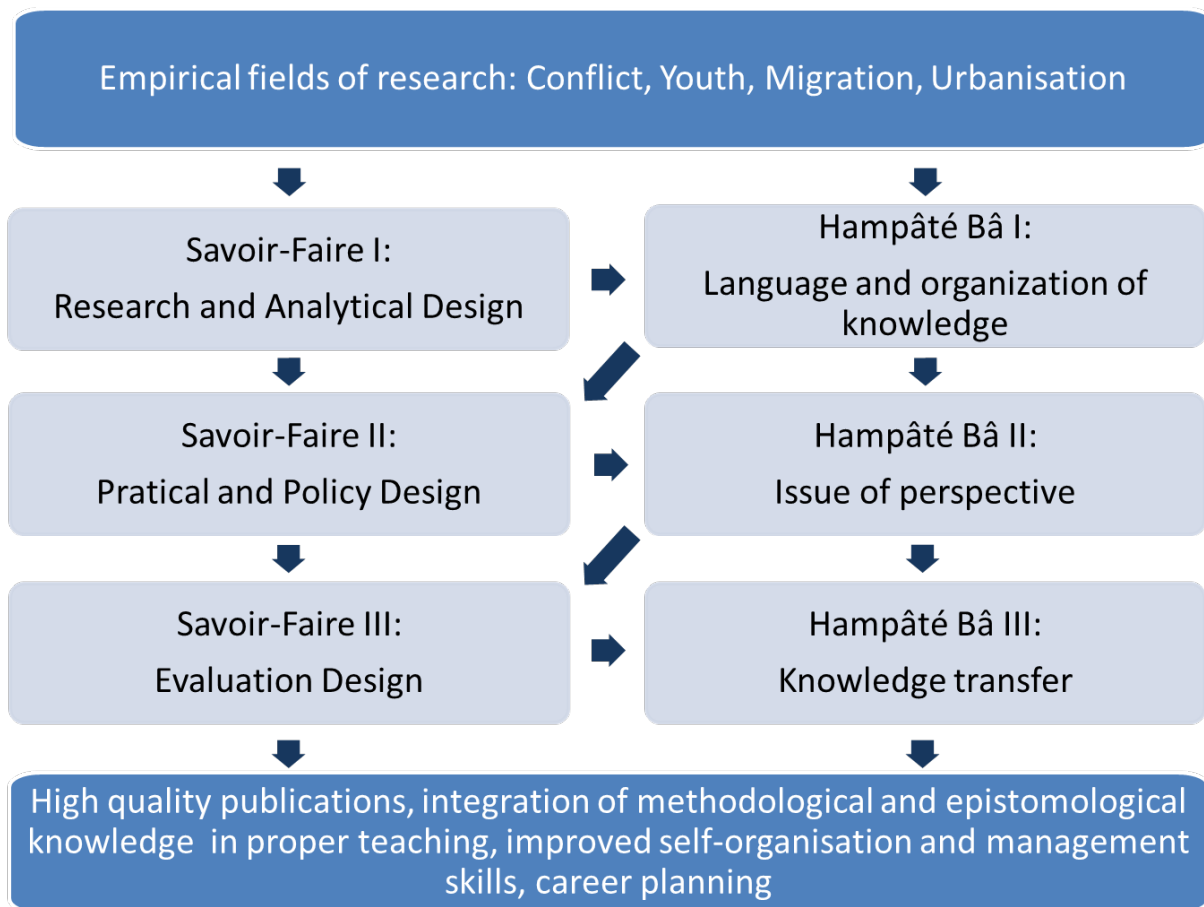 Empirical fields of research: Conflict, Youth, Migration, Urbanisation
Savoir-Faire I:
Research and Analytical Design
Hampâté Bâ I:
Language and organization of
knowledge
Savoir-Faire II:
Pratical and Policy Design
Hampâté Bâ II:
Issue of perspective
Savoir-Faire III:
Evaluation Design
Hampâté Bâ III:
Knowledge transfer
High quality publications, integration of methodological and epistomological
knowledge in proper teaching, improved self-organisation and management
skills, career planning